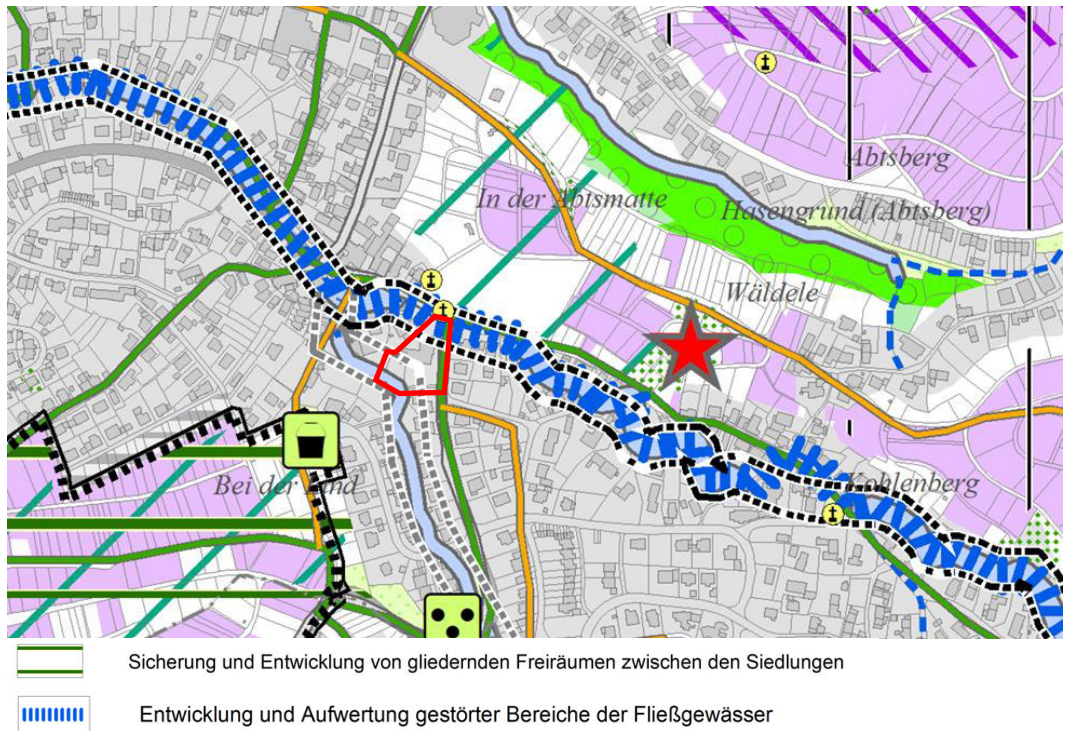 Abtsberg
In der Abtsmatte
Hasengrund (Abtsberg)
Wäldele
Bei der Lind
Kohlenberg
Sicherung und Entwicklung von gliedernden Freiräumen zwischen den Siedlungen
Entwicklung und Aufwertung gestörter Bereiche der Fließgewässer